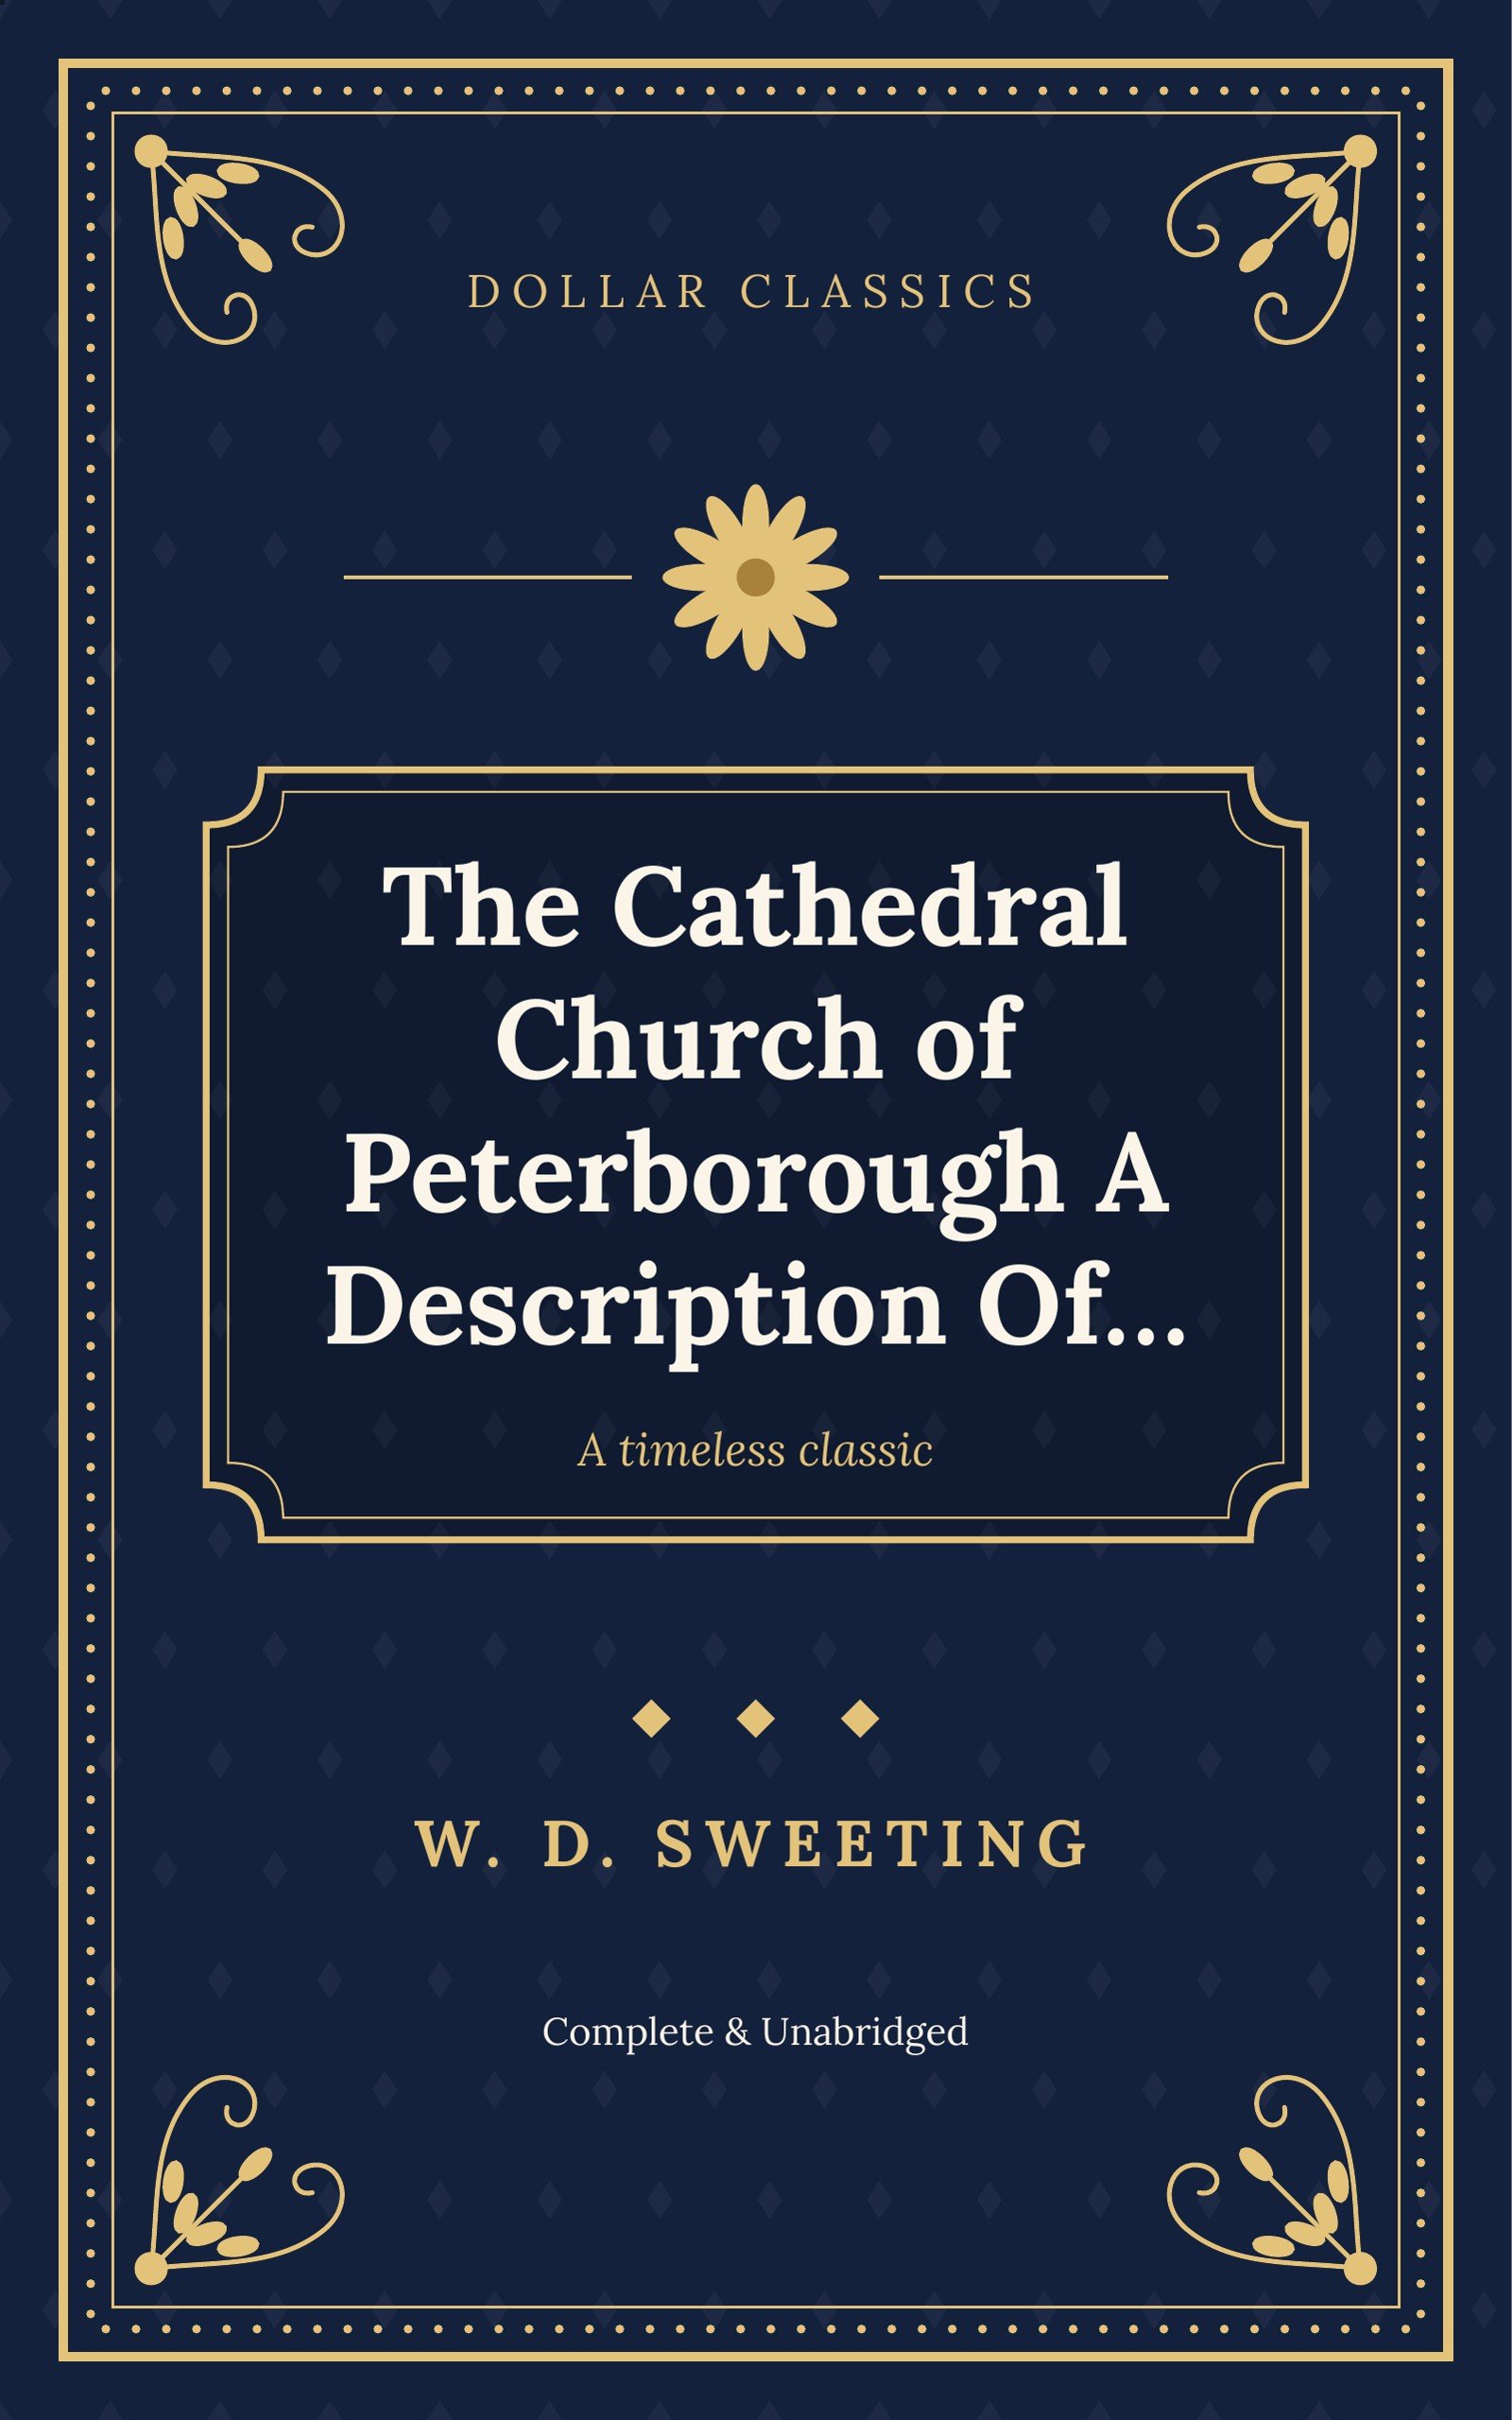 DOLLAR CLASSICS
The Cathedral
Church of
Peterborough A
Description Of...
A timeless classic
W. D. SWEETING
Complete & Unabridged